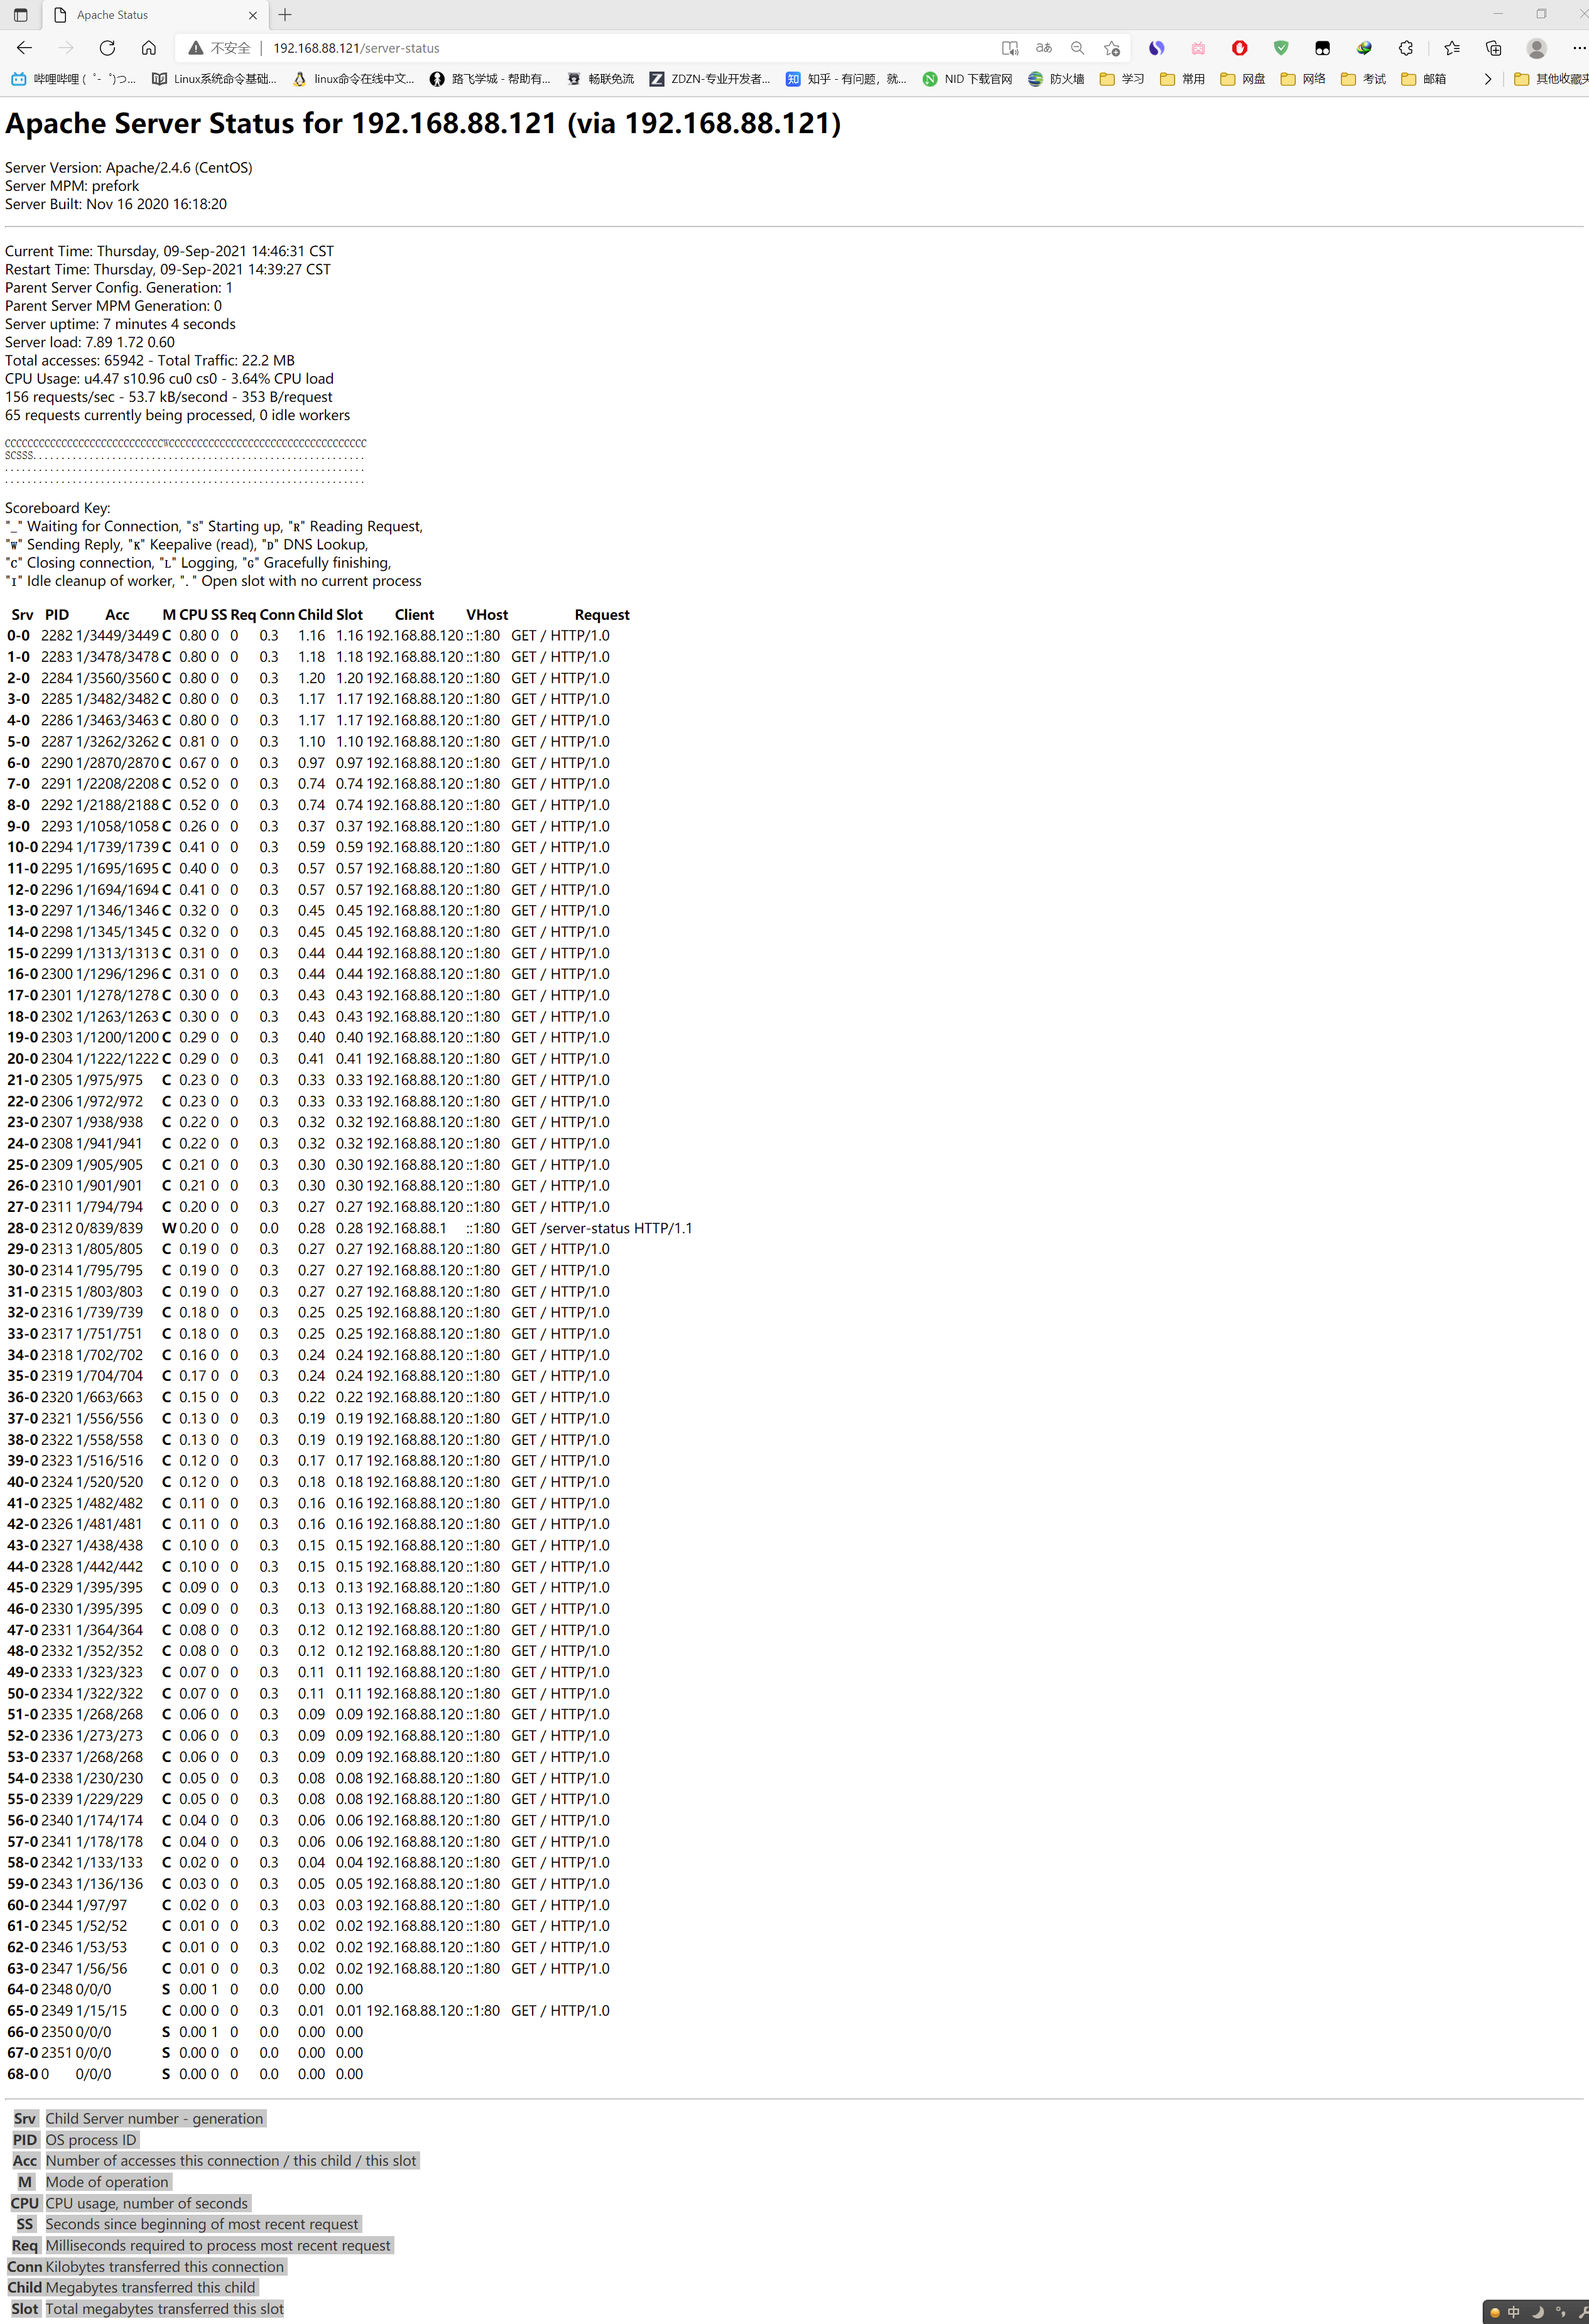 Apache Status
不安全 | 192.168.88.121/server-status
哔哩哔哩 ( ゜- ゜)つ... Linux系统命令基础... linux命令在线中文... 路飞学城 - 帮助有... 畅联免流 ZDZN-专业开发者... 知乎 - 有问题，就... NID 下载官网 防火墙 学习 常用 网盘 网络 考试 邮箱 其他收藏夹
Apache Server Status for 192.168.88.121 (via 192.168.88.121)
Server Version: Apache/2.4.6 (CentOS)
Server MPM: prefork
Server Built: Nov 16 2020 16:18:20
Current Time: Thursday, 09-Sep-2021 14:46:31 CST
Restart Time: Thursday, 09-Sep-2021 14:39:27 CST
Parent Server Config. Generation: 1
Parent Server MPM Generation: 0
Server uptime: 7 minutes 4 seconds
Server load: 7.89 1.72 0.60
Total accesses: 65942 - Total Traffic: 22.2 MB
CPU Usage: u4.47 s10.96 cu0 cs0 - 3.64% CPU load
156 requests/sec - 53.7 kB/second - 353 B/request
65 requests currently being processed, 0 idle workers
CCCCCCCCCCCCCCCCCCCCCCCCCCCCWCCCCCCCCCCCCCCCCCCCCCCCCCCCCCCCCCCC
SCSSS...........................................................
................................................................
................................................................
Scoreboard Key:
"_" Waiting for Connection, "S" Starting up, "R" Reading Request,
"W" Sending Reply, "K" Keepalive (read), "D" DNS Lookup,
"C" Closing connection, "L" Logging, "G" Gracefully finishing,
"I" Idle cleanup of worker, "." Open slot with no current process
Srv PID Acc M CPU SS Req Conn Child Slot Client VHost Request
0-0 2282 1/3449/3449 C 0.80 0 0 0.3 1.16 1.16 192.168.88.120 ::1:80 GET / HTTP/1.0
1-0 2283 1/3478/3478 C 0.80 0 0 0.3 1.18 1.18 192.168.88.120 ::1:80 GET / HTTP/1.0
2-0 2284 1/3560/3560 C 0.80 0 0 0.3 1.20 1.20 192.168.88.120 ::1:80 GET / HTTP/1.0
3-0 2285 1/3482/3482 C 0.80 0 0 0.3 1.17 1.17 192.168.88.120 ::1:80 GET / HTTP/1.0
4-0 2286 1/3463/3463 C 0.80 0 0 0.3 1.17 1.17 192.168.88.120 ::1:80 GET / HTTP/1.0
5-0 2287 1/3262/3262 C 0.81 0 0 0.3 1.10 1.10 192.168.88.120 ::1:80 GET / HTTP/1.0
6-0 2290 1/2870/2870 C 0.67 0 0 0.3 0.97 0.97 192.168.88.120 ::1:80 GET / HTTP/1.0
7-0 2291 1/2208/2208 C 0.52 0 0 0.3 0.74 0.74 192.168.88.120 ::1:80 GET / HTTP/1.0
8-0 2292 1/2188/2188 C 0.52 0 0 0.3 0.74 0.74 192.168.88.120 ::1:80 GET / HTTP/1.0
9-0 2293 1/1058/1058 C 0.26 0 0 0.3 0.37 0.37 192.168.88.120 ::1:80 GET / HTTP/1.0
10-0 2294 1/1739/1739 C 0.41 0 0 0.3 0.59 0.59 192.168.88.120 ::1:80 GET / HTTP/1.0
11-0 2295 1/1695/1695 C 0.40 0 0 0.3 0.57 0.57 192.168.88.120 ::1:80 GET / HTTP/1.0
12-0 2296 1/1694/1694 C 0.41 0 0 0.3 0.57 0.57 192.168.88.120 ::1:80 GET / HTTP/1.0
13-0 2297 1/1346/1346 C 0.32 0 0 0.3 0.45 0.45 192.168.88.120 ::1:80 GET / HTTP/1.0
14-0 2298 1/1345/1345 C 0.32 0 0 0.3 0.45 0.45 192.168.88.120 ::1:80 GET / HTTP/1.0
15-0 2299 1/1313/1313 C 0.31 0 0 0.3 0.44 0.44 192.168.88.120 ::1:80 GET / HTTP/1.0
16-0 2300 1/1296/1296 C 0.31 0 0 0.3 0.44 0.44 192.168.88.120 ::1:80 GET / HTTP/1.0
17-0 2301 1/1278/1278 C 0.30 0 0 0.3 0.43 0.43 192.168.88.120 ::1:80 GET / HTTP/1.0
18-0 2302 1/1263/1263 C 0.30 0 0 0.3 0.43 0.43 192.168.88.120 ::1:80 GET / HTTP/1.0
19-0 2303 1/1200/1200 C 0.29 0 0 0.3 0.40 0.40 192.168.88.120 ::1:80 GET / HTTP/1.0
20-0 2304 1/1222/1222 C 0.29 0 0 0.3 0.41 0.41 192.168.88.120 ::1:80 GET / HTTP/1.0
21-0 2305 1/975/975 C 0.23 0 0 0.3 0.33 0.33 192.168.88.120 ::1:80 GET / HTTP/1.0
22-0 2306 1/972/972 C 0.23 0 0 0.3 0.33 0.33 192.168.88.120 ::1:80 GET / HTTP/1.0
23-0 2307 1/938/938 C 0.22 0 0 0.3 0.32 0.32 192.168.88.120 ::1:80 GET / HTTP/1.0
24-0 2308 1/941/941 C 0.22 0 0 0.3 0.32 0.32 192.168.88.120 ::1:80 GET / HTTP/1.0
25-0 2309 1/905/905 C 0.21 0 0 0.3 0.30 0.30 192.168.88.120 ::1:80 GET / HTTP/1.0
26-0 2310 1/901/901 C 0.21 0 0 0.3 0.30 0.30 192.168.88.120 ::1:80 GET / HTTP/1.0
27-0 2311 1/794/794 C 0.20 0 0 0.3 0.27 0.27 192.168.88.120 ::1:80 GET / HTTP/1.0
28-0 2312 0/839/839 W 0.20 0 0 0.0 0.28 0.28 192.168.88.1 ::1:80 GET /server-status HTTP/1.1
29-0 2313 1/805/805 C 0.19 0 0 0.3 0.27 0.27 192.168.88.120 ::1:80 GET / HTTP/1.0
30-0 2314 1/795/795 C 0.19 0 0 0.3 0.27 0.27 192.168.88.120 ::1:80 GET / HTTP/1.0
31-0 2315 1/803/803 C 0.19 0 0 0.3 0.27 0.27 192.168.88.120 ::1:80 GET / HTTP/1.0
32-0 2316 1/739/739 C 0.18 0 0 0.3 0.25 0.25 192.168.88.120 ::1:80 GET / HTTP/1.0
33-0 2317 1/751/751 C 0.18 0 0 0.3 0.25 0.25 192.168.88.120 ::1:80 GET / HTTP/1.0
34-0 2318 1/702/702 C 0.16 0 0 0.3 0.24 0.24 192.168.88.120 ::1:80 GET / HTTP/1.0
35-0 2319 1/704/704 C 0.17 0 0 0.3 0.24 0.24 192.168.88.120 ::1:80 GET / HTTP/1.0
36-0 2320 1/663/663 C 0.15 0 0 0.3 0.22 0.22 192.168.88.120 ::1:80 GET / HTTP/1.0
37-0 2321 1/556/556 C 0.13 0 0 0.3 0.19 0.19 192.168.88.120 ::1:80 GET / HTTP/1.0
38-0 2322 1/558/558 C 0.13 0 0 0.3 0.19 0.19 192.168.88.120 ::1:80 GET / HTTP/1.0
39-0 2323 1/516/516 C 0.12 0 0 0.3 0.17 0.17 192.168.88.120 ::1:80 GET / HTTP/1.0
40-0 2324 1/520/520 C 0.12 0 0 0.3 0.18 0.18 192.168.88.120 ::1:80 GET / HTTP/1.0
41-0 2325 1/482/482 C 0.11 0 0 0.3 0.16 0.16 192.168.88.120 ::1:80 GET / HTTP/1.0
42-0 2326 1/481/481 C 0.11 0 0 0.3 0.16 0.16 192.168.88.120 ::1:80 GET / HTTP/1.0
43-0 2327 1/438/438 C 0.10 0 0 0.3 0.15 0.15 192.168.88.120 ::1:80 GET / HTTP/1.0
44-0 2328 1/442/442 C 0.10 0 0 0.3 0.15 0.15 192.168.88.120 ::1:80 GET / HTTP/1.0
45-0 2329 1/395/395 C 0.09 0 0 0.3 0.13 0.13 192.168.88.120 ::1:80 GET / HTTP/1.0
46-0 2330 1/395/395 C 0.09 0 0 0.3 0.13 0.13 192.168.88.120 ::1:80 GET / HTTP/1.0
47-0 2331 1/364/364 C 0.08 0 0 0.3 0.12 0.12 192.168.88.120 ::1:80 GET / HTTP/1.0
48-0 2332 1/352/352 C 0.08 0 0 0.3 0.12 0.12 192.168.88.120 ::1:80 GET / HTTP/1.0
49-0 2333 1/323/323 C 0.07 0 0 0.3 0.11 0.11 192.168.88.120 ::1:80 GET / HTTP/1.0
50-0 2334 1/322/322 C 0.07 0 0 0.3 0.11 0.11 192.168.88.120 ::1:80 GET / HTTP/1.0
51-0 2335 1/268/268 C 0.06 0 0 0.3 0.09 0.09 192.168.88.120 ::1:80 GET / HTTP/1.0
52-0 2336 1/273/273 C 0.06 0 0 0.3 0.09 0.09 192.168.88.120 ::1:80 GET / HTTP/1.0
53-0 2337 1/268/268 C 0.06 0 0 0.3 0.09 0.09 192.168.88.120 ::1:80 GET / HTTP/1.0
54-0 2338 1/230/230 C 0.05 0 0 0.3 0.08 0.08 192.168.88.120 ::1:80 GET / HTTP/1.0
55-0 2339 1/229/229 C 0.05 0 0 0.3 0.08 0.08 192.168.88.120 ::1:80 GET / HTTP/1.0
56-0 2340 1/174/174 C 0.04 0 0 0.3 0.06 0.06 192.168.88.120 ::1:80 GET / HTTP/1.0
57-0 2341 1/178/178 C 0.04 0 0 0.3 0.06 0.06 192.168.88.120 ::1:80 GET / HTTP/1.0
58-0 2342 1/133/133 C 0.02 0 0 0.3 0.04 0.04 192.168.88.120 ::1:80 GET / HTTP/1.0
59-0 2343 1/136/136 C 0.03 0 0 0.3 0.05 0.05 192.168.88.120 ::1:80 GET / HTTP/1.0
60-0 2344 1/97/97 C 0.02 0 0 0.3 0.03 0.03 192.168.88.120 ::1:80 GET / HTTP/1.0
61-0 2345 1/52/52 C 0.01 0 0 0.3 0.02 0.02 192.168.88.120 ::1:80 GET / HTTP/1.0
62-0 2346 1/53/53 C 0.01 0 0 0.3 0.02 0.02 192.168.88.120 ::1:80 GET / HTTP/1.0
63-0 2347 1/56/56 C 0.01 0 0 0.3 0.02 0.02 192.168.88.120 ::1:80 GET / HTTP/1.0
64-0 2348 0/0/0 S 0.00 1 0 0.0 0.00 0.00
65-0 2349 1/15/15 C 0.00 0 0 0.3 0.01 0.01 192.168.88.120 ::1:80 GET / HTTP/1.0
66-0 2350 0/0/0 S 0.00 1 0 0.0 0.00 0.00
67-0 2351 0/0/0 S 0.00 0 0 0.0 0.00 0.00
68-0 0 0/0/0 S 0.00 0 0 0.0 0.00 0.00
Srv Child Server number - generation
PID OS process ID
Acc Number of accesses this connection / this child / this slot
M Mode of operation
CPU CPU usage, number of seconds
SS Seconds since beginning of most recent request
Req Milliseconds required to process most recent request
Conn Kilobytes transferred this connection
Child Megabytes transferred this child
Slot Total megabytes transferred this slot
中